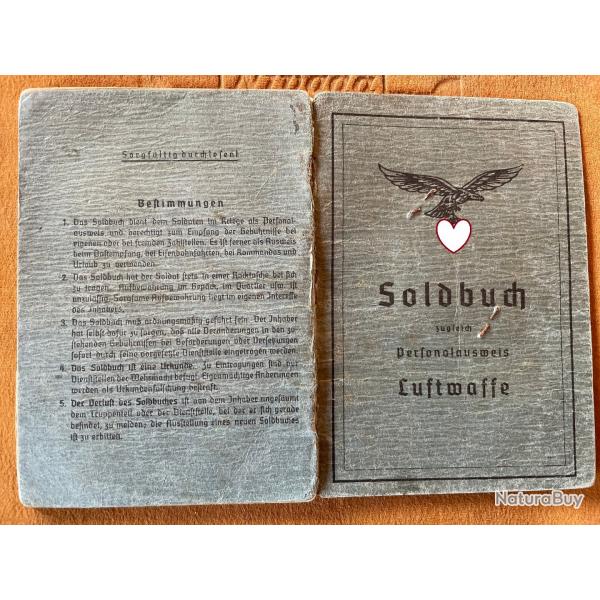 Sorgfältig durchlesen!
Bestimmungen
1. Das Soldbuch dient dem Soldaten im Kriege als Personal-
ausweis und berechtigt zum Empfang der Gebührnisse bei
eigenen oder bei fremden Zahlstellen. Es ist ferner als Ausweis
beim Postempfang, bei Eisenbahnfahrten, bei Kommandos und
Urlaub zu verwenden.
2. Das Soldbuch hat der Soldat stets in einer Rocktasche bei sich
zu tragen. Aufbewahrung im Gepäck, im Quartier usw. ist
unzulässig. Sorgsame Aufbewahrung liegt im eigenen Interesse
des Inhabers.
3. Das Soldbuch muß ordnungsmäßig geführt sein. Der Inhaber
hat selbst dafür zu sorgen, daß alle Veränderungen in den zu-
stehenden Gebührnissen bei Beförderungen oder Versetzungen
sofort durch seine vorgesetzte Dienststelle eingetragen werden.
4. Das Soldbuch ist eine Urkunde. Zu Eintragungen sind nur
Dienststellen der Wehrmacht befugt. Eigenmächtige Änderungen
werden als Urkundenfälschung bestraft.
5. Der Verlust des Soldbuches ist von dem Inhaber ungesäumt
dem Truppenteil oder der Dienststelle, bei der er sich gerade
befindet, zu melden; die Ausstellung eines neuen Soldbuches
ist zu erbitten.
Soldbuch
zugleich
Personalausweis
Luftwaffe
NaturaBuy